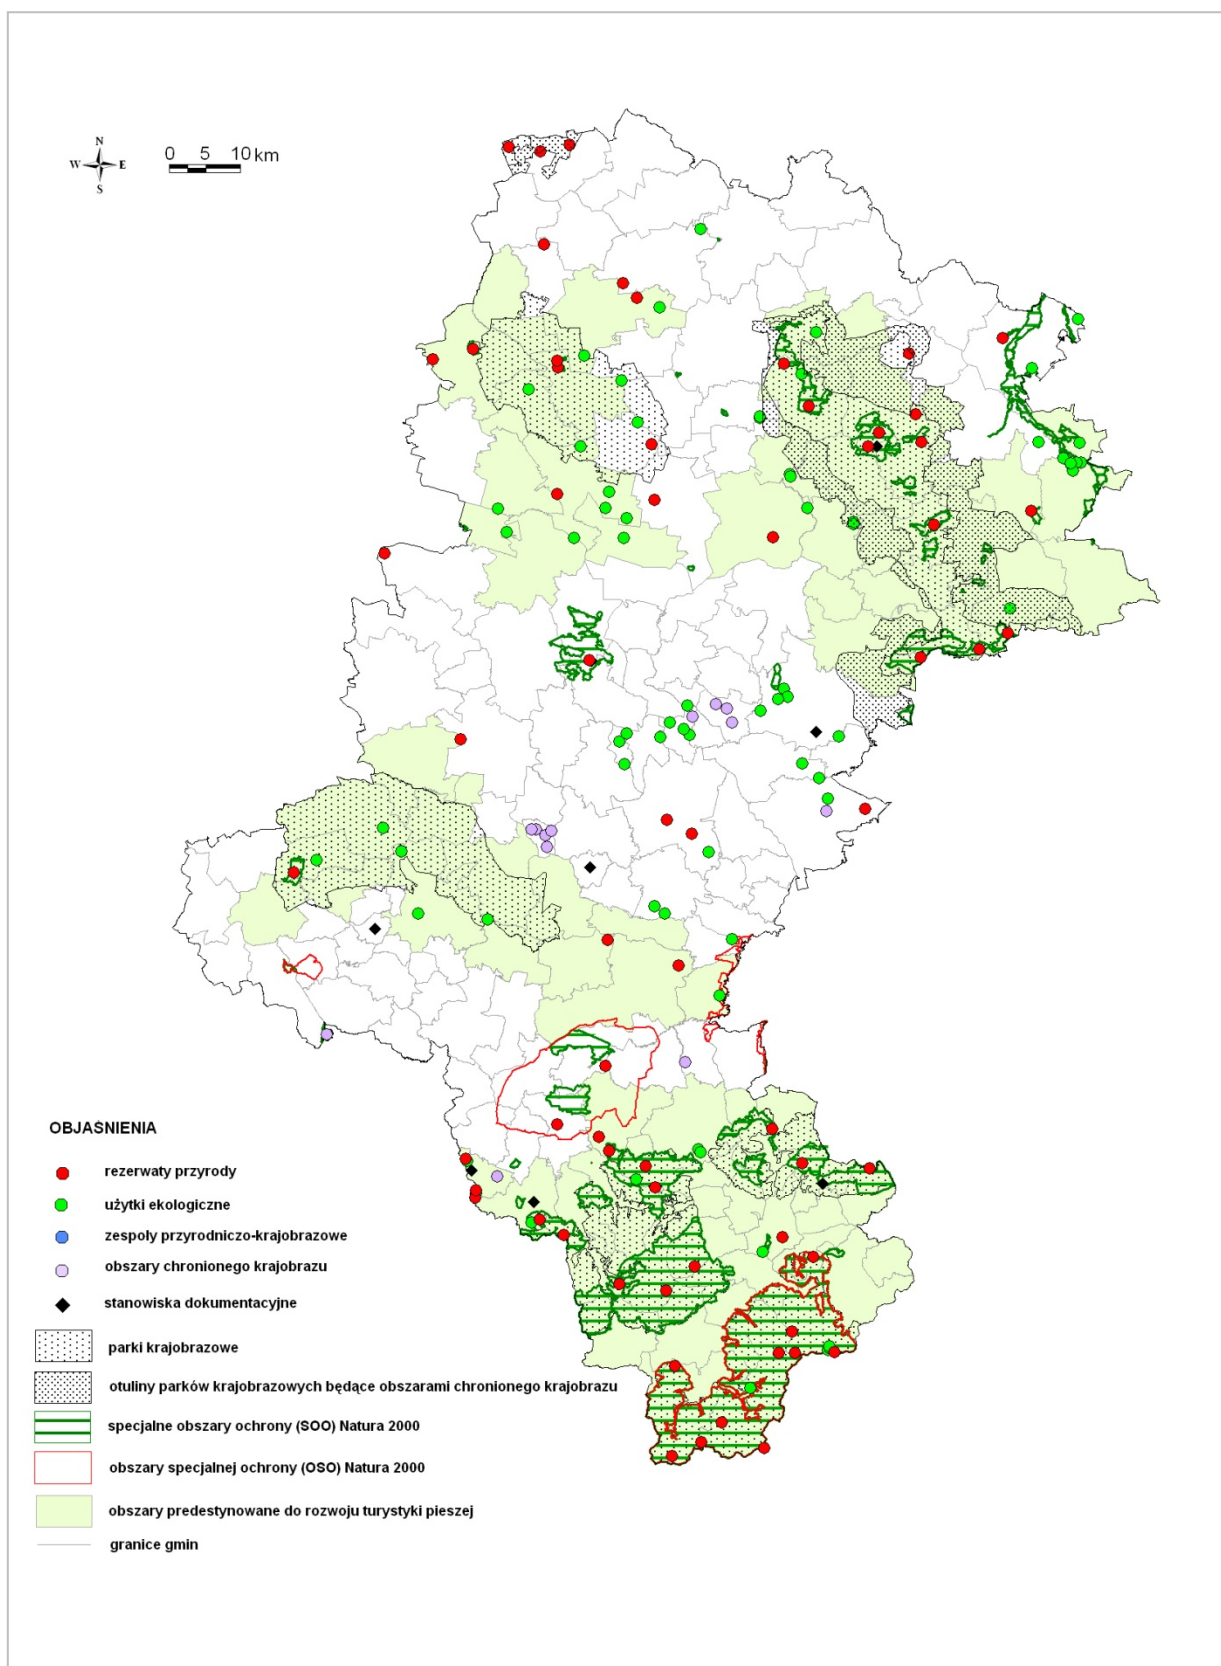 N
W E
S
0 5 10 km
OBJAŚNIENIA
rezerwaty przyrody
użytki ekologiczne
zespoly przyrodniczo-krajobrazowe
obszary chronionego krajobrazu
stanowiska dokumentacyjne
parki krajobrazowe
otuliny parków krajobrazowych będące obszarami chronionego krajobrazu
specjalne obszary ochrony (SOO) Natura 2000
obszary specjalnej ochrony (OSO) Natura 2000
obszary predestynowane do rozwoju turystyki pieszej
granice gmin